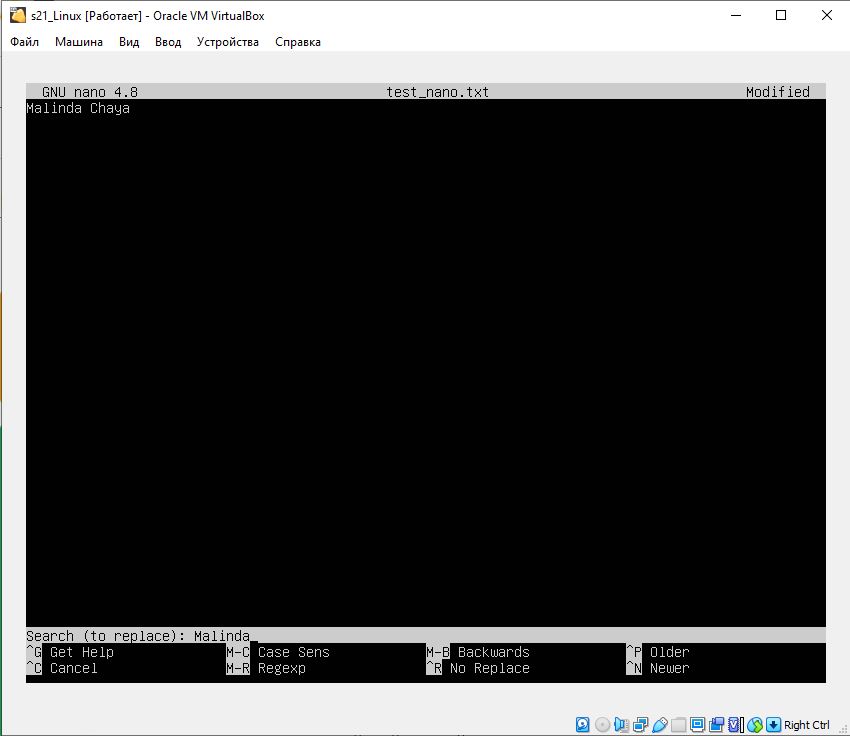 s21_Linux [Работает] - Oracle VM VirtualBox
Файл Машина Вид Ввод Устройства Справка
GNU nano 4.8 test_nano.txt Modified
Malinda Chaya
Search (to replace): Malinda
^G Get Help M-C Case Sens M-B Backwards ^P Older
^C Cancel M-R Regexp ^R No Replace ^N Newer
Right Ctrl